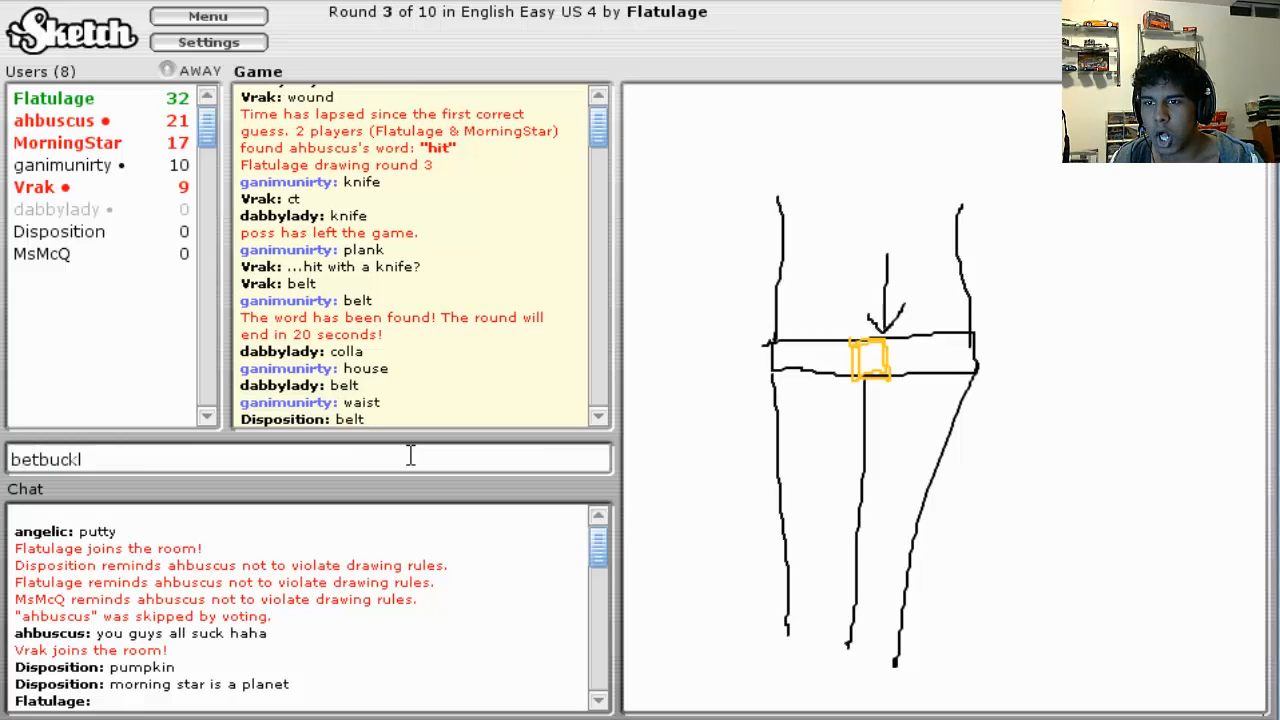 iSketch
Menu
Settings
Round 3 of 10 in English Easy US 4 by Flatulage
Users (8)
AWAY
Flatulage 32
ahbuscus • 21
MorningStar 17
ganimunirty • 10
Vrak • 9
dabbylady • 0
Disposition 0
MsMcQ 0
Game
Vrak: wound
Time has lapsed since the first correct
guess. 2 players (Flatulage & MorningStar)
found ahbuscus's word: "hit"
Flatulage drawing round 3
ganimunirty: knife
Vrak: ct
dabbylady: knife
poss has left the game.
ganimunirty: plank
Vrak: ...hit with a knife?
Vrak: belt
ganimunirty: belt
The word has been found! The round will
end in 20 seconds!
dabbylady: colla
ganimunirty: house
dabbylady: belt
ganimunirty: waist
Disposition: belt
betbuckl
Chat
angelic: putty
Flatulage joins the room!
Disposition reminds ahbuscus not to violate drawing rules.
Flatulage reminds ahbuscus not to violate drawing rules.
MsMcQ reminds ahbuscus not to violate drawing rules.
"ahbuscus" was skipped by voting.
ahbuscus: you guys all suck haha
Vrak joins the room!
Disposition: pumpkin
Disposition: morning star is a planet
Flatulage: